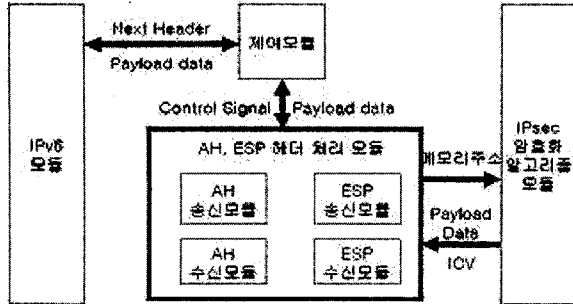 Next Header
제어모듈
Payload data
Control Signal
Payload data
IPv6
모듈
AH, ESP 헤더 처리 모듈
메모리주소
IPsec
암호화
알고리즘
모듈
AH
송신모듈
ESP
송신모듈
Payload
Data
AH
수신모듈
ESP
수신모듈
ICV